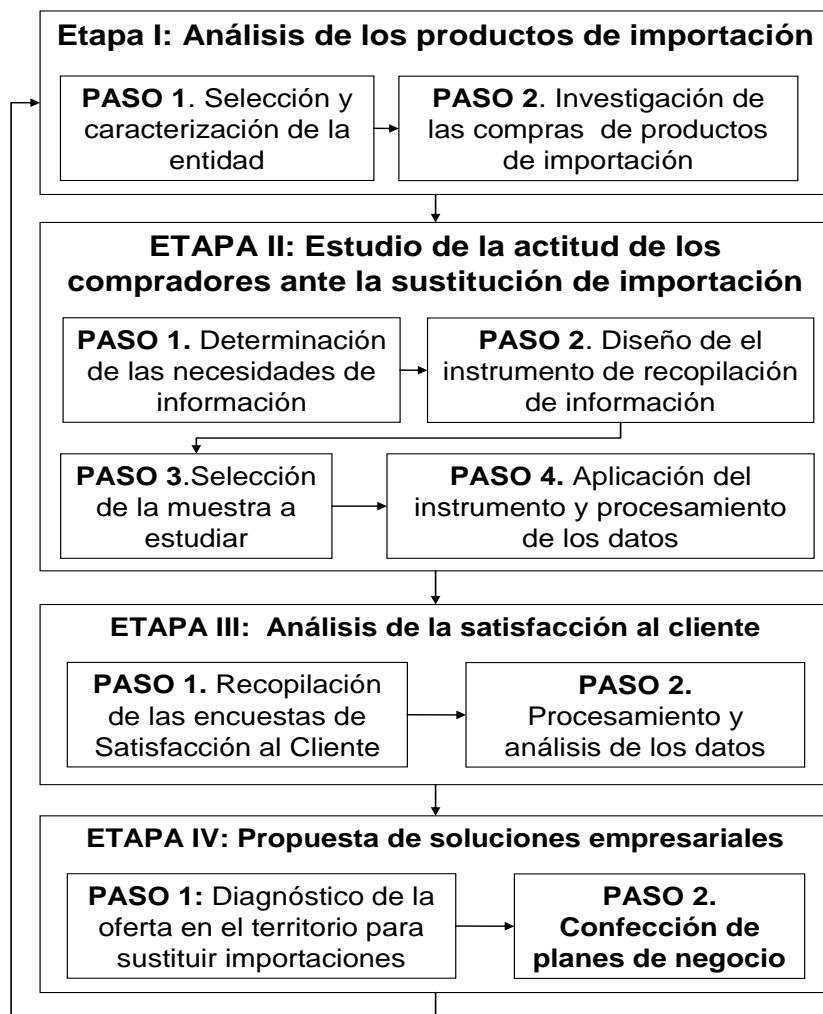 Etapa I: Análisis de los productos de importación
PASO 1. Selección y
caracterización de la
entidad
PASO 2. Investigación de
las compras de productos
de importación
ETAPA II: Estudio de la actitud de los
compradores ante la sustitución de importación
PASO 1. Determinación
de las necesidades de
información
PASO 2. Diseño de el
instrumento de recopilación
de información
PASO 3.Selección
de la muestra a
estudiar
PASO 4. Aplicación del
instrumento y procesamiento
de los datos
ETAPA III: Análisis de la satisfacción al cliente
PASO 1. Recopilación
de las encuestas de
Satisfacción al Cliente
PASO 2.
Procesamiento y
análisis de los datos
ETAPA IV: Propuesta de soluciones empresariales
PASO 1: Diagnóstico de la
oferta en el territorio para
sustituir importaciones
PASO 2.
Confección de
planes de negocio